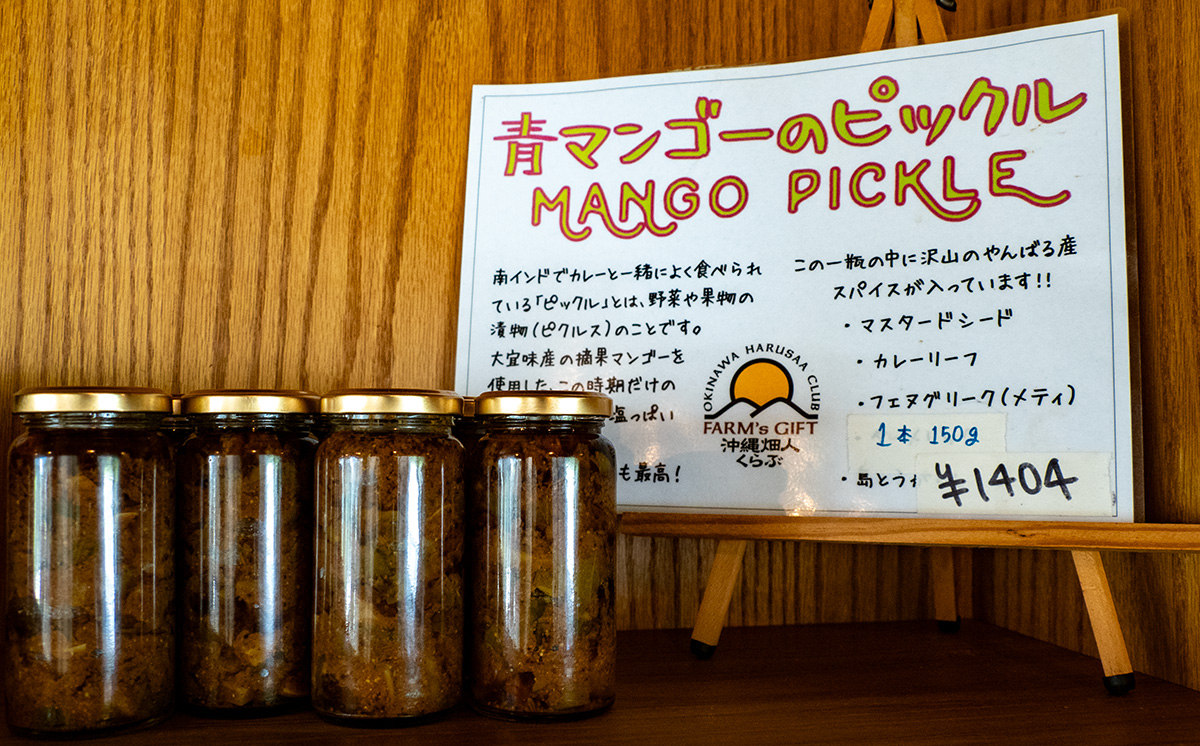 青マンゴーのピックル
MANGO PICKLE
南インドでカレーと一緒によく食べられ
ている「ピックル」とは、野菜や果物の
漬物(ピクルス)のことです。
大宜味産の摘果マンゴーを
使用した、この時期だけの
塩っぱい
も最高!
OKINAWA HARUSAA CLUB
FARM's GIFT
沖縄畑人
くらぶ
この一瓶の中に沢山のやんばる産
スパイスが入っています!!
・マスタードシード
・カレーリーフ
・フェヌグリーク(メティ)
1本 150g
・島とうが
¥1404